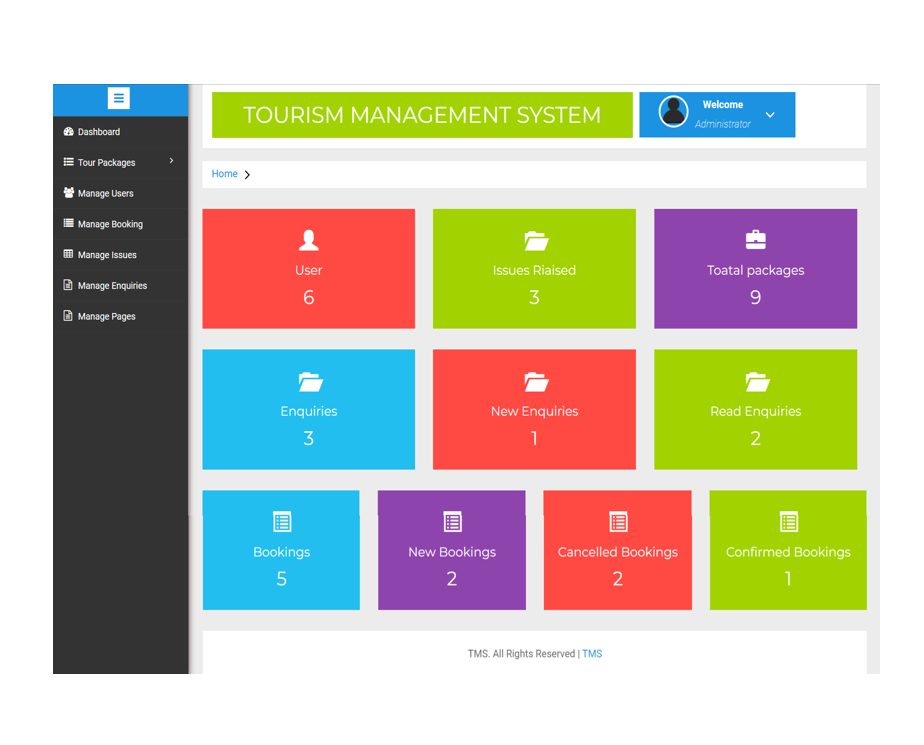 TOURISM MANAGEMENT SYSTEM
Welcome
Administrator
Dashboard
Tour Packages
Manage Users
Manage Booking
Manage Issues
Manage Enquiries
Manage Pages
Home
User
6
Issues Riaised
3
Toatal packages
9
Enquiries
3
New Enquiries
1
Read Enquiries
2
Bookings
5
New Bookings
2
Cancelled Bookings
2
Confirmed Bookings
1
TMS. All Rights Reserved | TMS